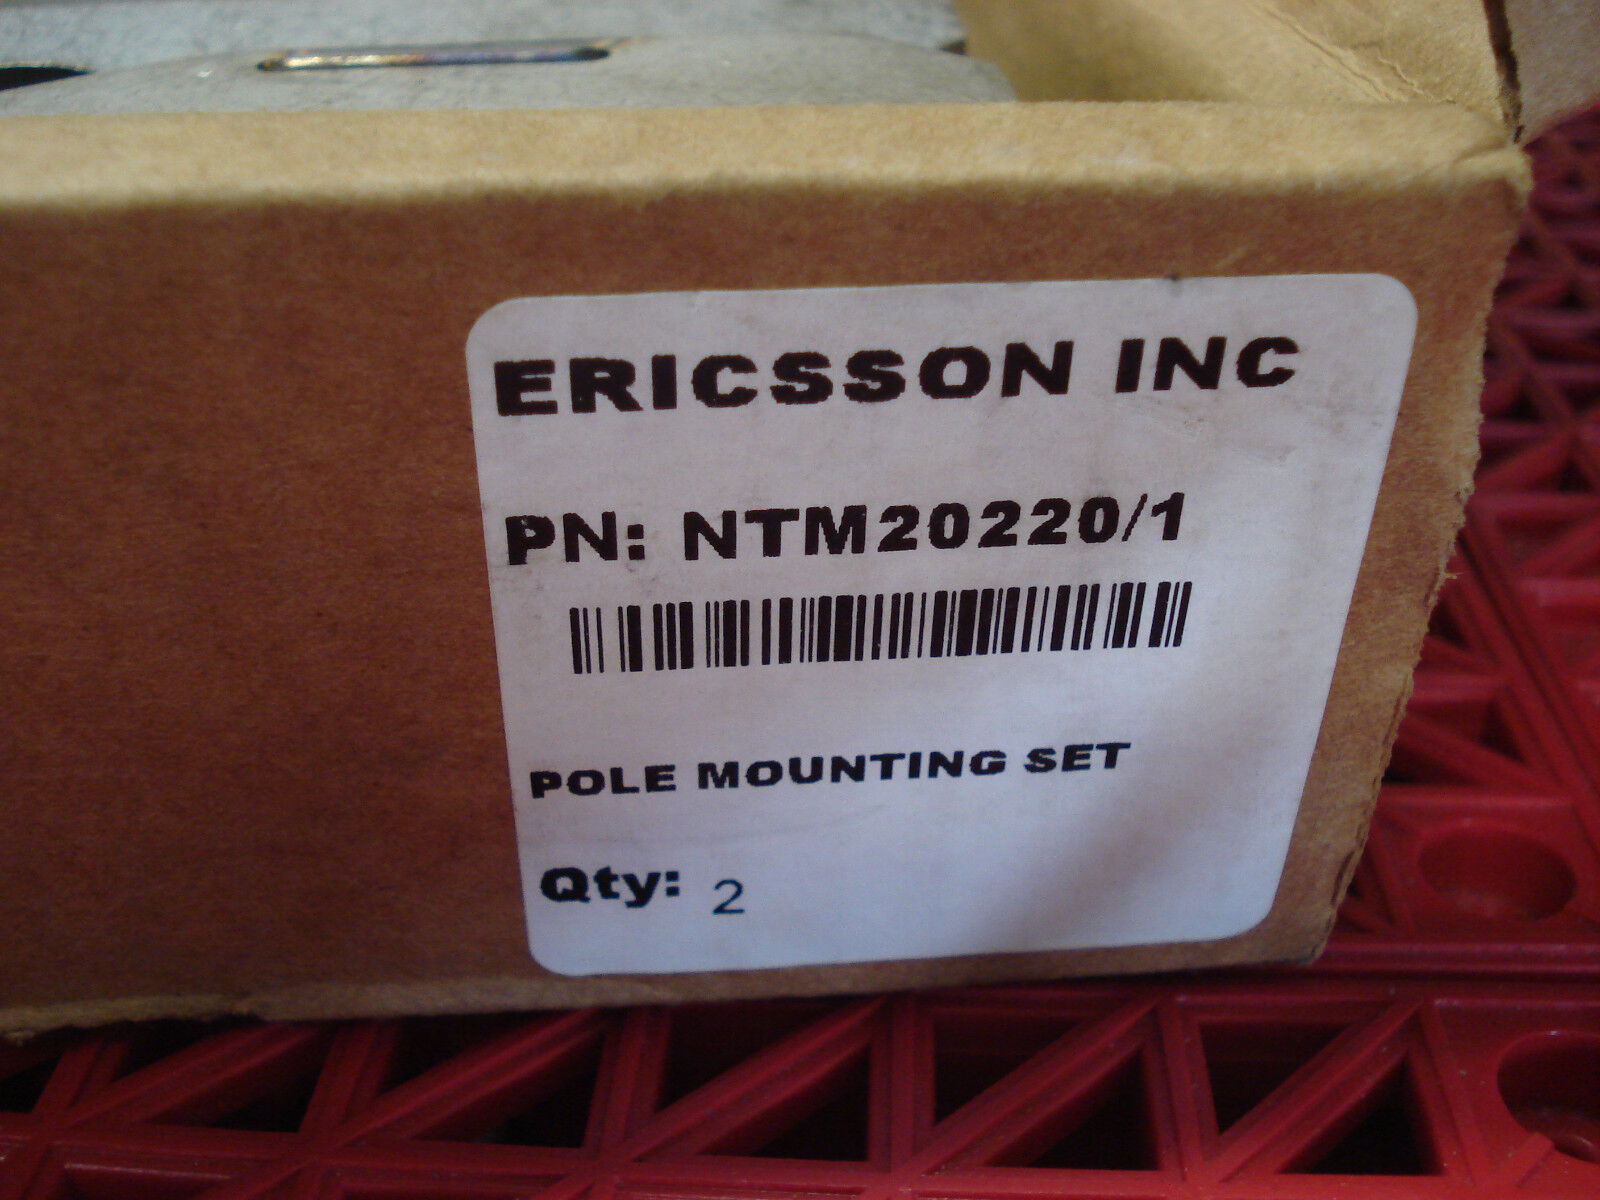 ERICSSON INC
PN: NTM20220/1
POLE MOUNTING SET
Qty: 2